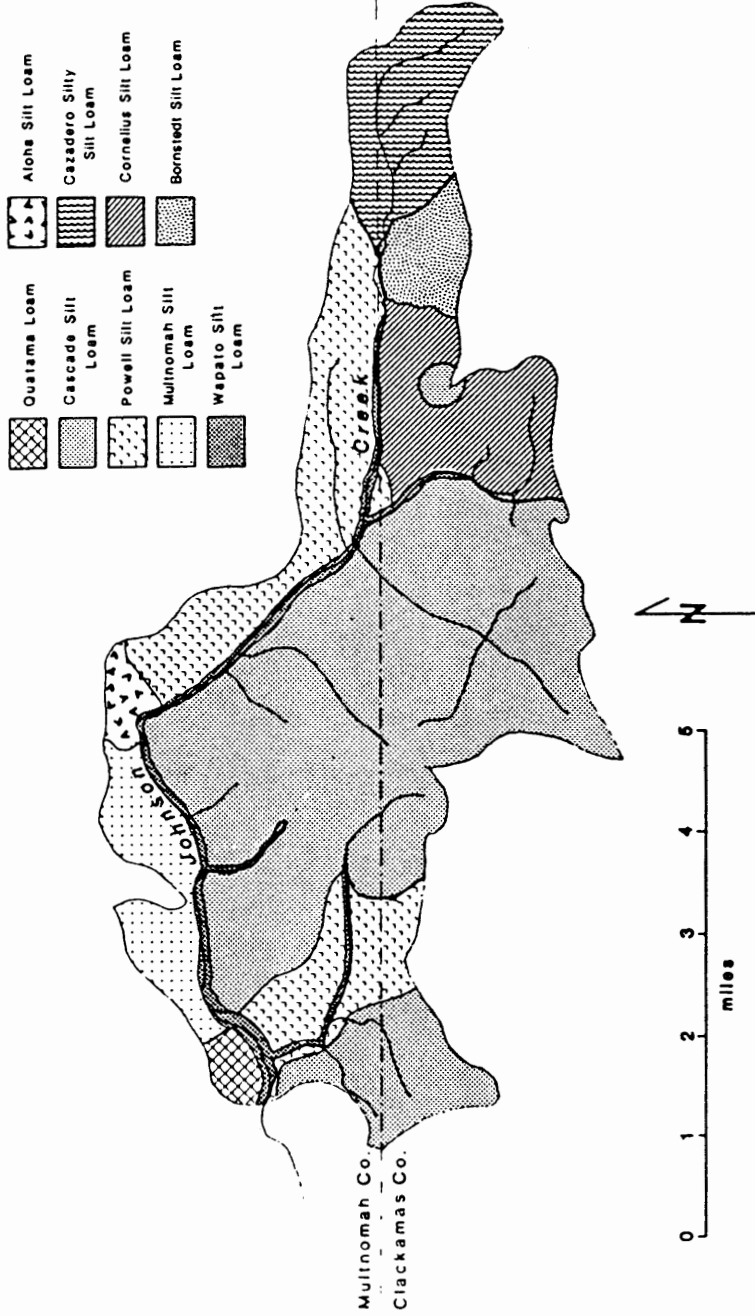 Quatama Loam
Cascade Silt
Loam
Powell Silt Loam
Multnomah Silt
Loam
Wapato Silt
Loam
Aloha Silt Loam
Cazadero Silty
Silt Loam
Cornelius Silt Loam
Bornstedt Silt Loam
Johnson
Creek
Multnomah Co.
Clackamas Co.
N
0 1 2 3 4 5
miles